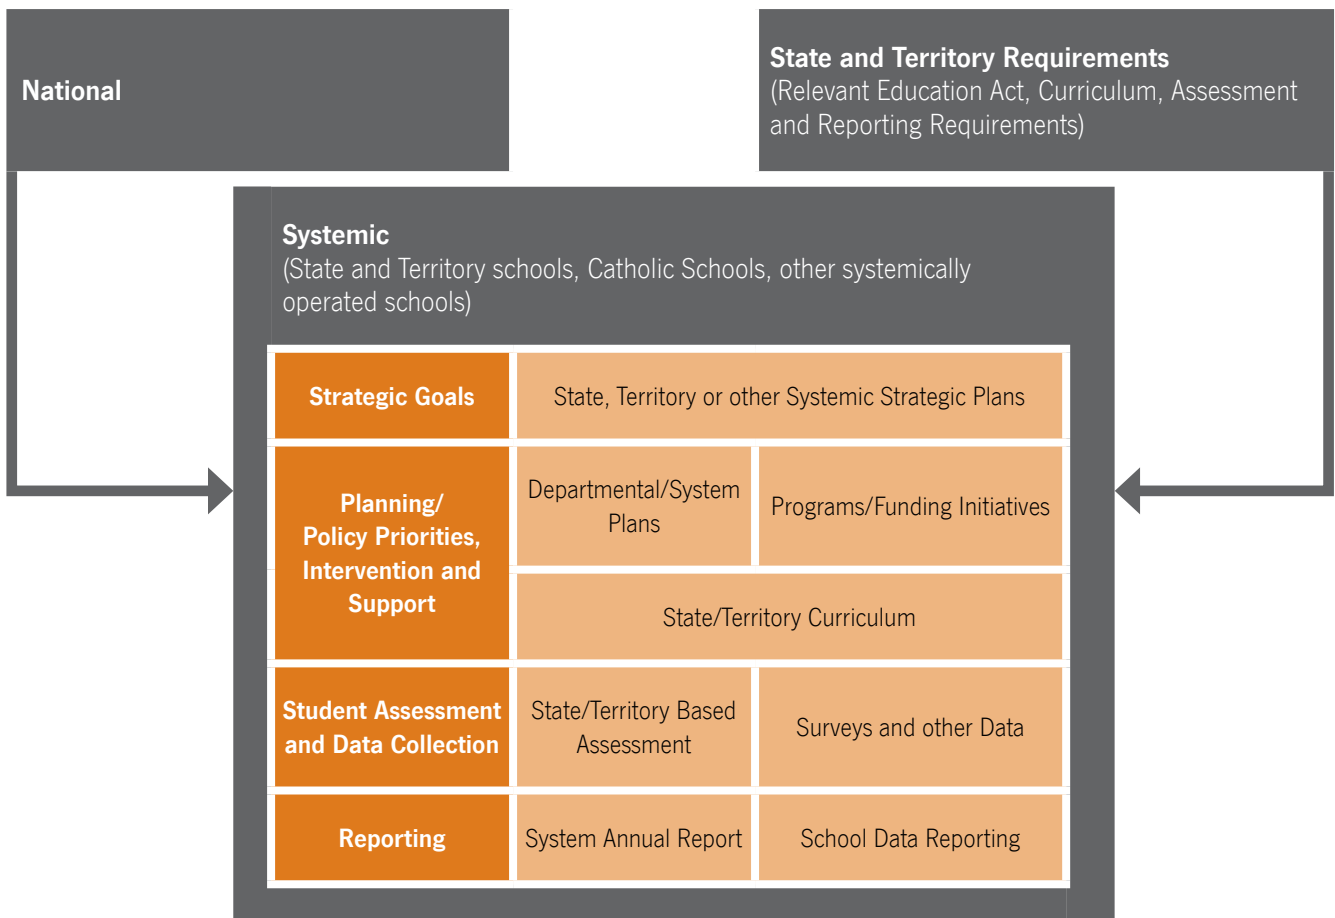 National
State and Territory Requirements
(Relevant Education Act, Curriculum, Assessment
and Reporting Requirements)
Systemic
(State and Territory schools, Catholic Schools, other systemically
operated schools)
Strategic Goals
State, Territory or other Systemic Strategic Plans
Planning/
Policy Priorities,
Intervention and
Support
Departmental/System
Plans
Programs/Funding Initiatives
State/Territory Curriculum
Student Assessment
and Data Collection
State/Territory Based
Assessment
Surveys and other Data
Reporting
System Annual Report
School Data Reporting